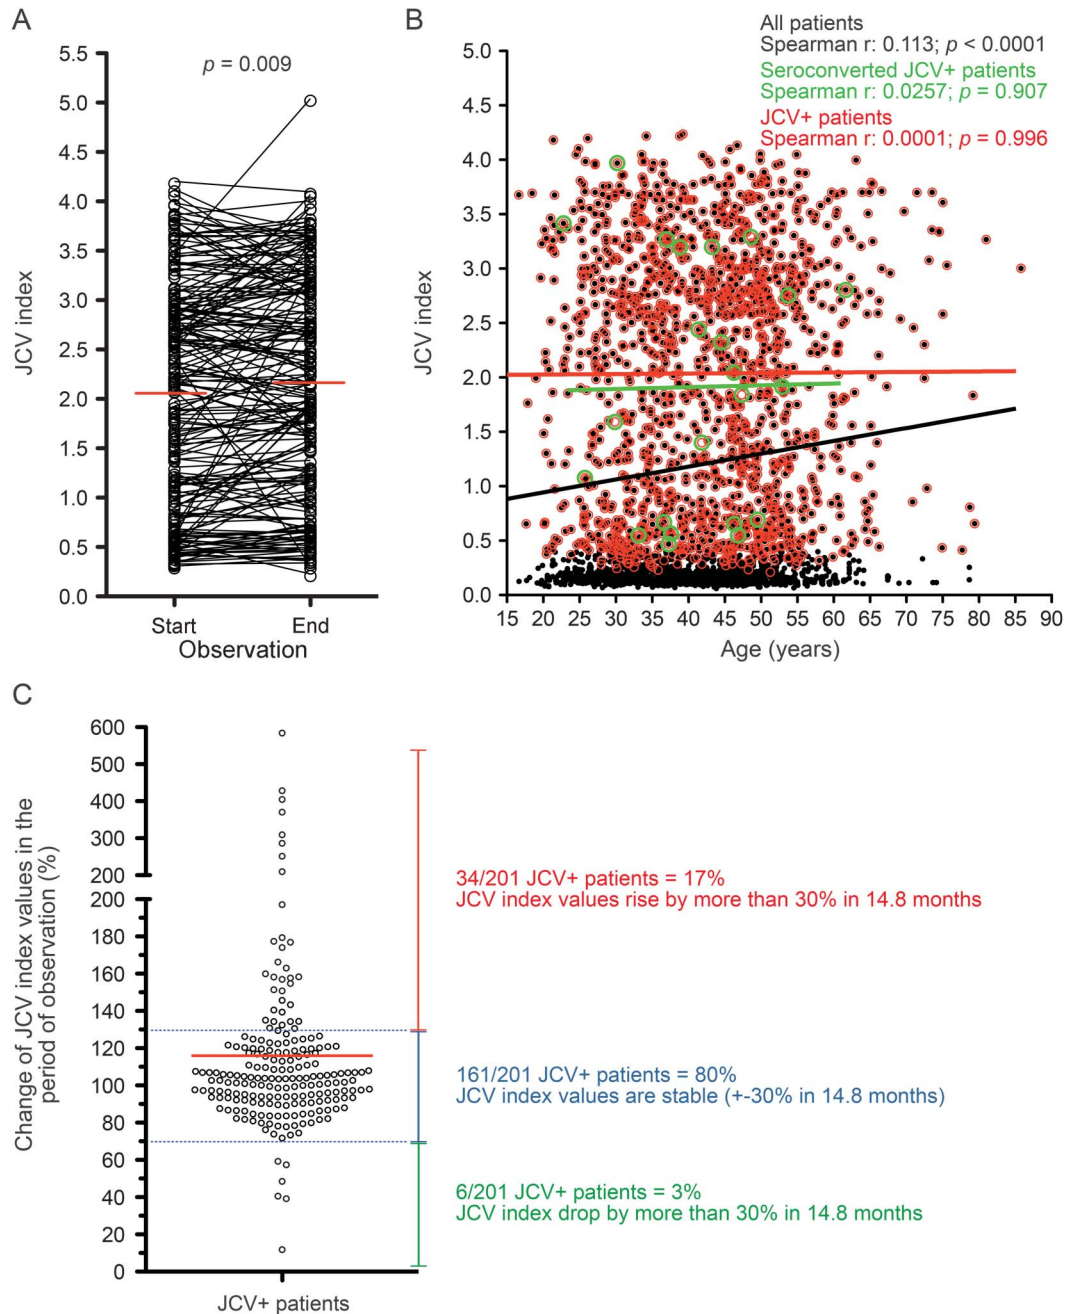 A
p = 0.009
5.5
5.0
4.5
4.0
3.5
3.0
2.5
2.0
1.5
1.0
0.5
0.0
JCV index
Start
End
Observation
B
All patients
Spearman r: 0.113; p < 0.0001
Seroconverted JCV+ patients
Spearman r: 0.0257; p = 0.907
JCV+ patients
Spearman r: 0.0001; p = 0.996
5.0
4.5
4.0
3.5
3.0
2.5
2.0
1.5
1.0
0.5
0.0
JCV index
15 20 25 30 35 40 45 50 55 60 65 70 75 80 85 90
Age (years)
C
600
500
400
300
200
200
180
160
140
120
100
80
60
40
20
0
Change of JCV index values in the
period of observation (%)
34/201 JCV+ patients = 17%
JCV index values rise by more than 30% in 14.8 months
161/201 JCV+ patients = 80%
JCV index values are stable (+-30% in 14.8 months)
6/201 JCV+ patients = 3%
JCV index drop by more than 30% in 14.8 months
JCV+ patients